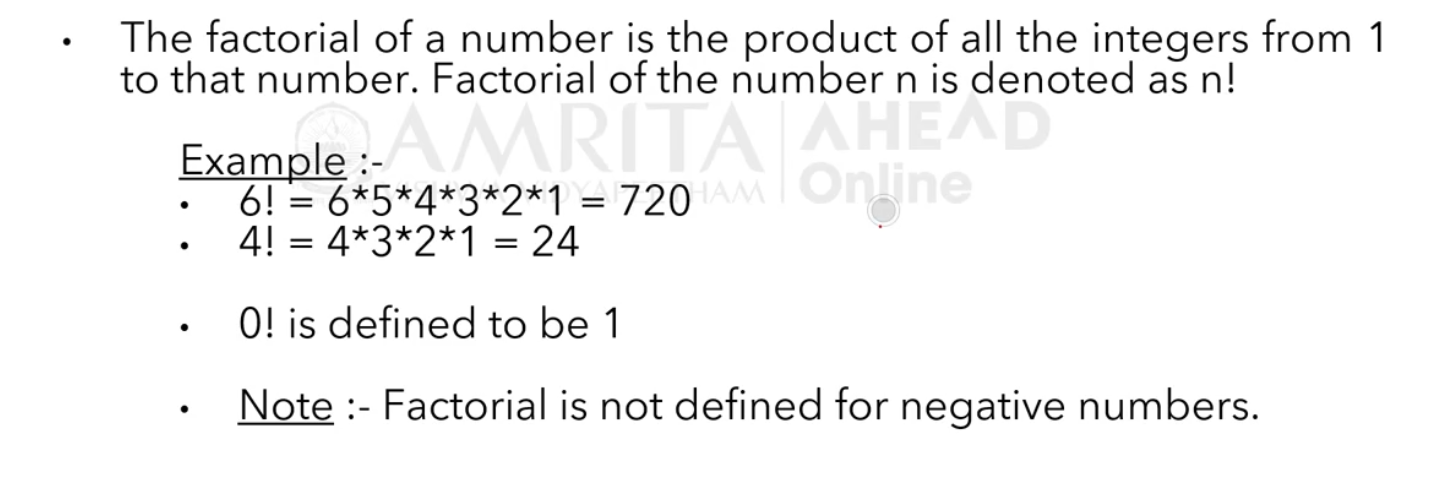 • The factorial of a number is the product of all the integers from 1
to that number. Factorial of the number n is denoted as n!
AMRITA AHEAD
Online
Example :-
• 6! = 6*5*4*3*2*1 = 720
• 4! = 4*3*2*1 = 24
• 0! is defined to be 1
• Note :- Factorial is not defined for negative numbers.